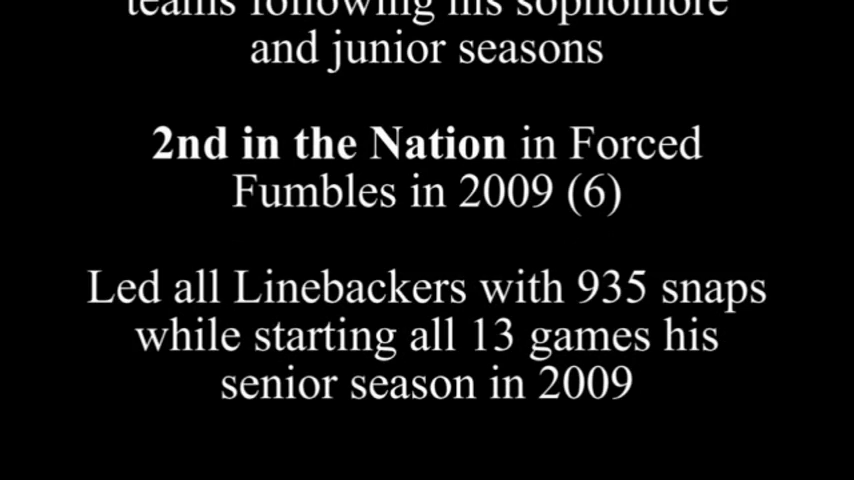 teams following his sophomore
and junior seasons
2nd in the Nation in Forced
Fumbles in 2009 (6)
Led all Linebackers with 935 snaps
while starting all 13 games his
senior season in 2009